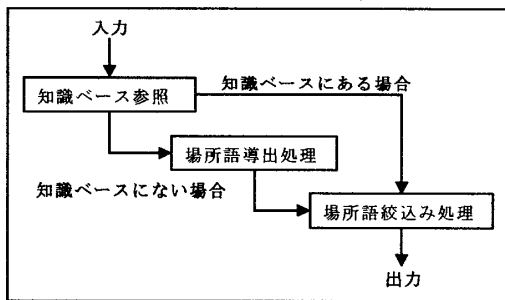 入力
知識ベースにある場合
知識ベース参照
場所語導出処理
知識ベースにない場合
場所語絞込み処理
出力